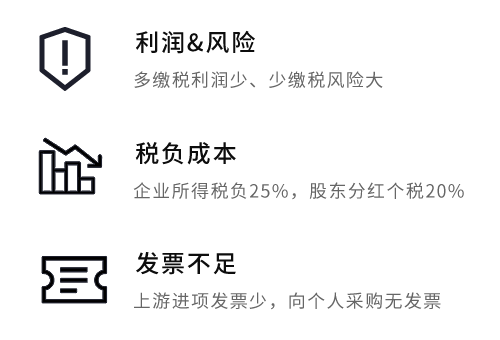 利润&风险
多缴税利润少、少缴税风险大
税负成本
企业所得税负25%，股东分红个税20%
发票不足
上游进项发票少，向个人采购无发票